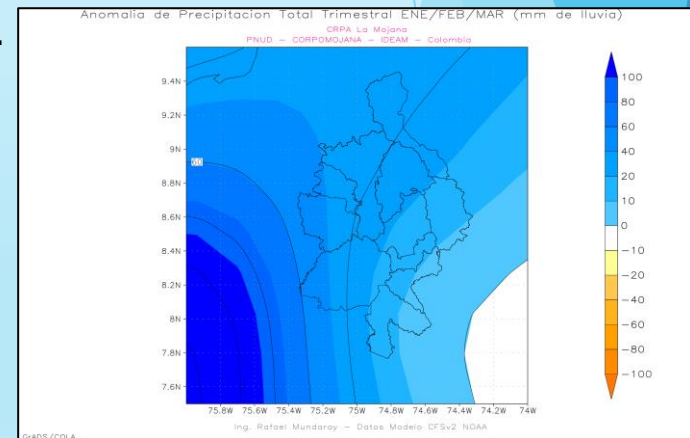 Anomalia de Precipitacion Total Trimestral ENE/FEB/MAR (mm de lluvia)
CRPA La Mojana
PNUD – CORPOMOJANA – IDEAM – Colombia
9.4N
9.2N
9N
8.8N
8.6N
8.4N
8.2N
8N
7.8N
7.6N
60
75.8W 75.6W 75.4W 75.2W 75W 74.8W 74.6W 74.4W 74.2W 74W
100
80
60
40
20
10
0
−10
−20
−40
−60
−80
−100
Ing. Rafael Mundaray – Datos Modelo CFSv2 NOAA
GrADS/COLA